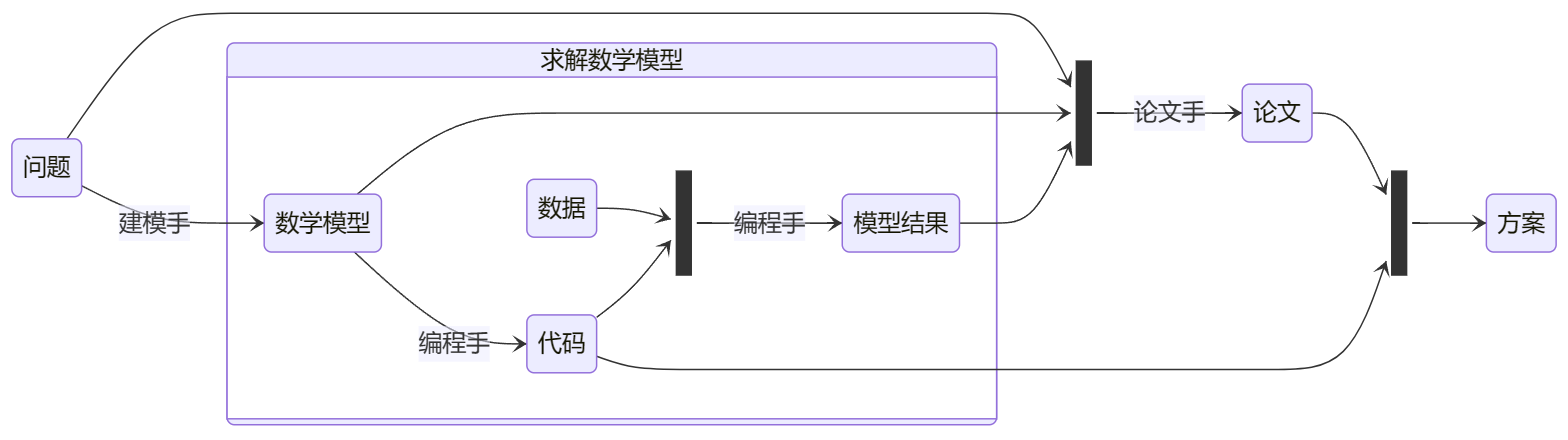 求解数学模型
问题
建模手
数学模型
编程手
数据
代码
编程手
模型结果
论文手
论文
方案